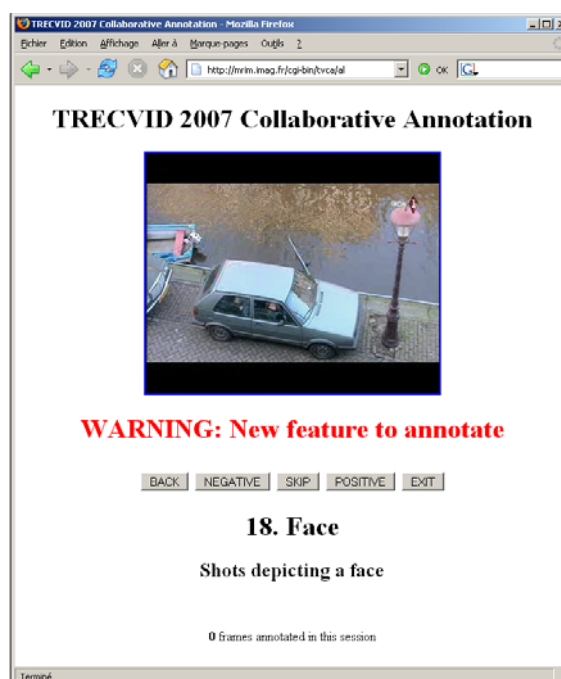 TRECVID 2007 Collaborative Annotation - Mozilla Firefox
Fichier Edition Affichage Aller à Marque-pages Outils ?
http://mrim.imag.fr/cgi-bin/tvca/al OK G
TRECVID 2007 Collaborative Annotation
WARNING: New feature to annotate
BACK NEGATIVE SKIP POSITIVE EXIT
18. Face
Shots depicting a face
0 frames annotated in this session
Terminé